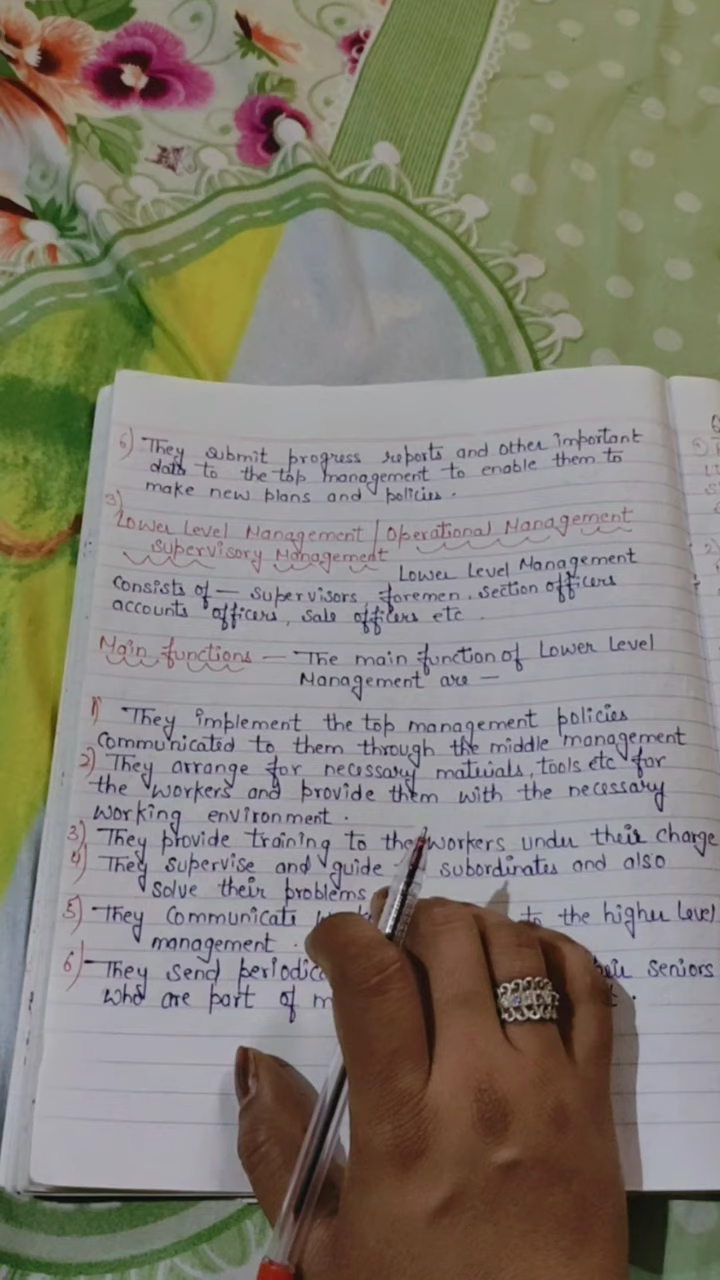 6) They submit progress reports and other important
data to the top management to enable them to
make new plans and policies.
3)
Lower Level Management / Operational Management
Supervisory Management
Lower Level Management
consists of — supervisors, foremen, section officers
accounts officers, sale officers etc.
Main functions — The main function of Lower Level
Management are —
1) They implement the top management policies
communicated to them through the middle management
2) They arrange for necessary materials, tools etc for
the workers and provide them with the necessary
working environment.
3) They provide training to the workers under their charge
4) They supervise and guide subordinates and also
solve their problems
5) They communicate to the higher level
management.
6) They send seniors
who are part of
2)